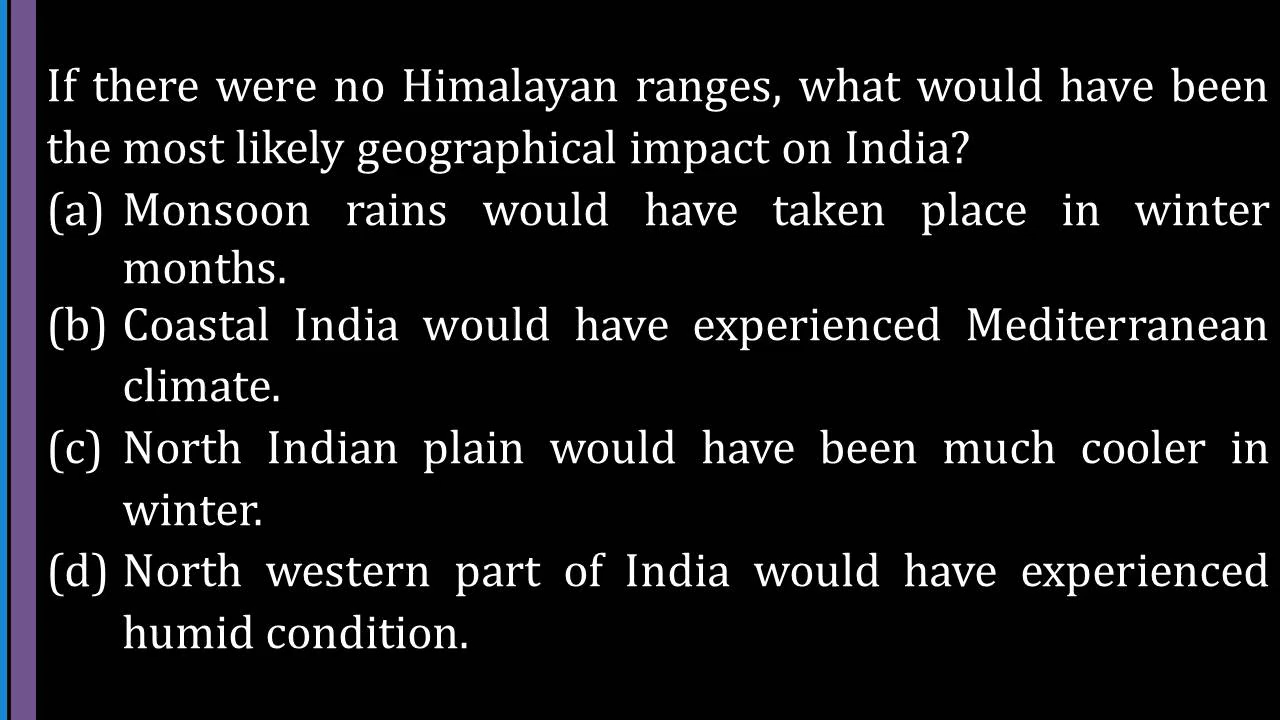 If there were no Himalayan ranges, what would have been
the most likely geographical impact on India?
(a) Monsoon rains would have taken place in winter
months.
(b) Coastal India would have experienced Mediterranean
climate.
(c) North Indian plain would have been much cooler in
winter.
(d) North western part of India would have experienced
humid condition.